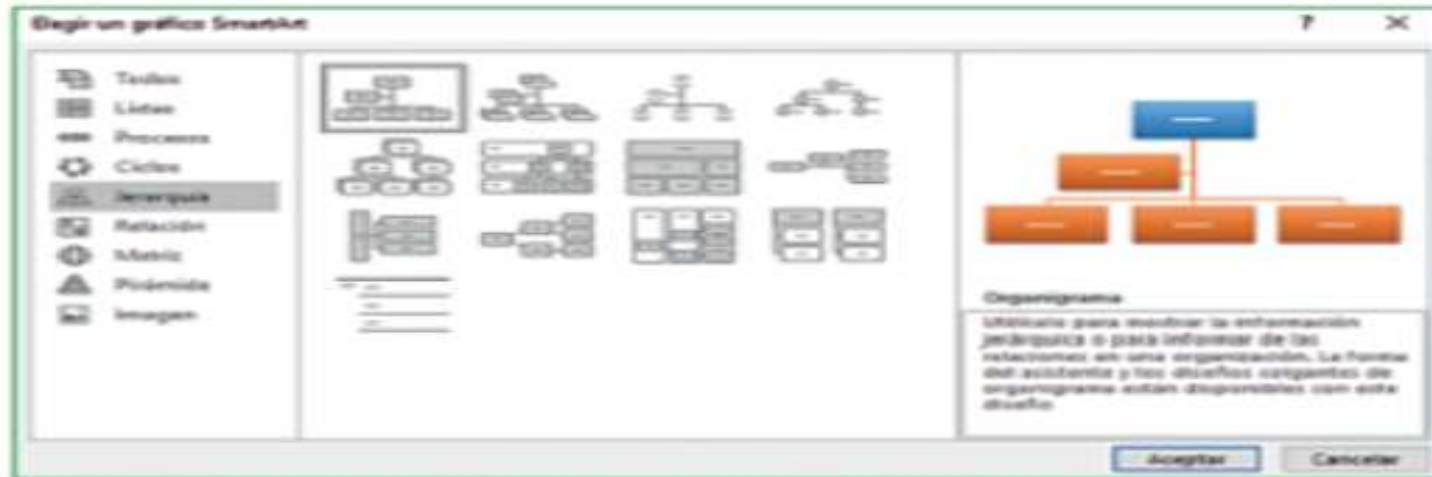 Elegir un gráfico SmartArt
?
Todos
Listas
Procesos
Ciclos
Jerarquía
Relación
Matriz
Pirámide
Imagen
Organigrama
Utilícelo para mostrar la información
jerárquica o para informar de las
relaciones en una organización. La forma
del asistente y los diseños colgantes de
organigrama están disponibles con este
diseño
Aceptar
Cancelar